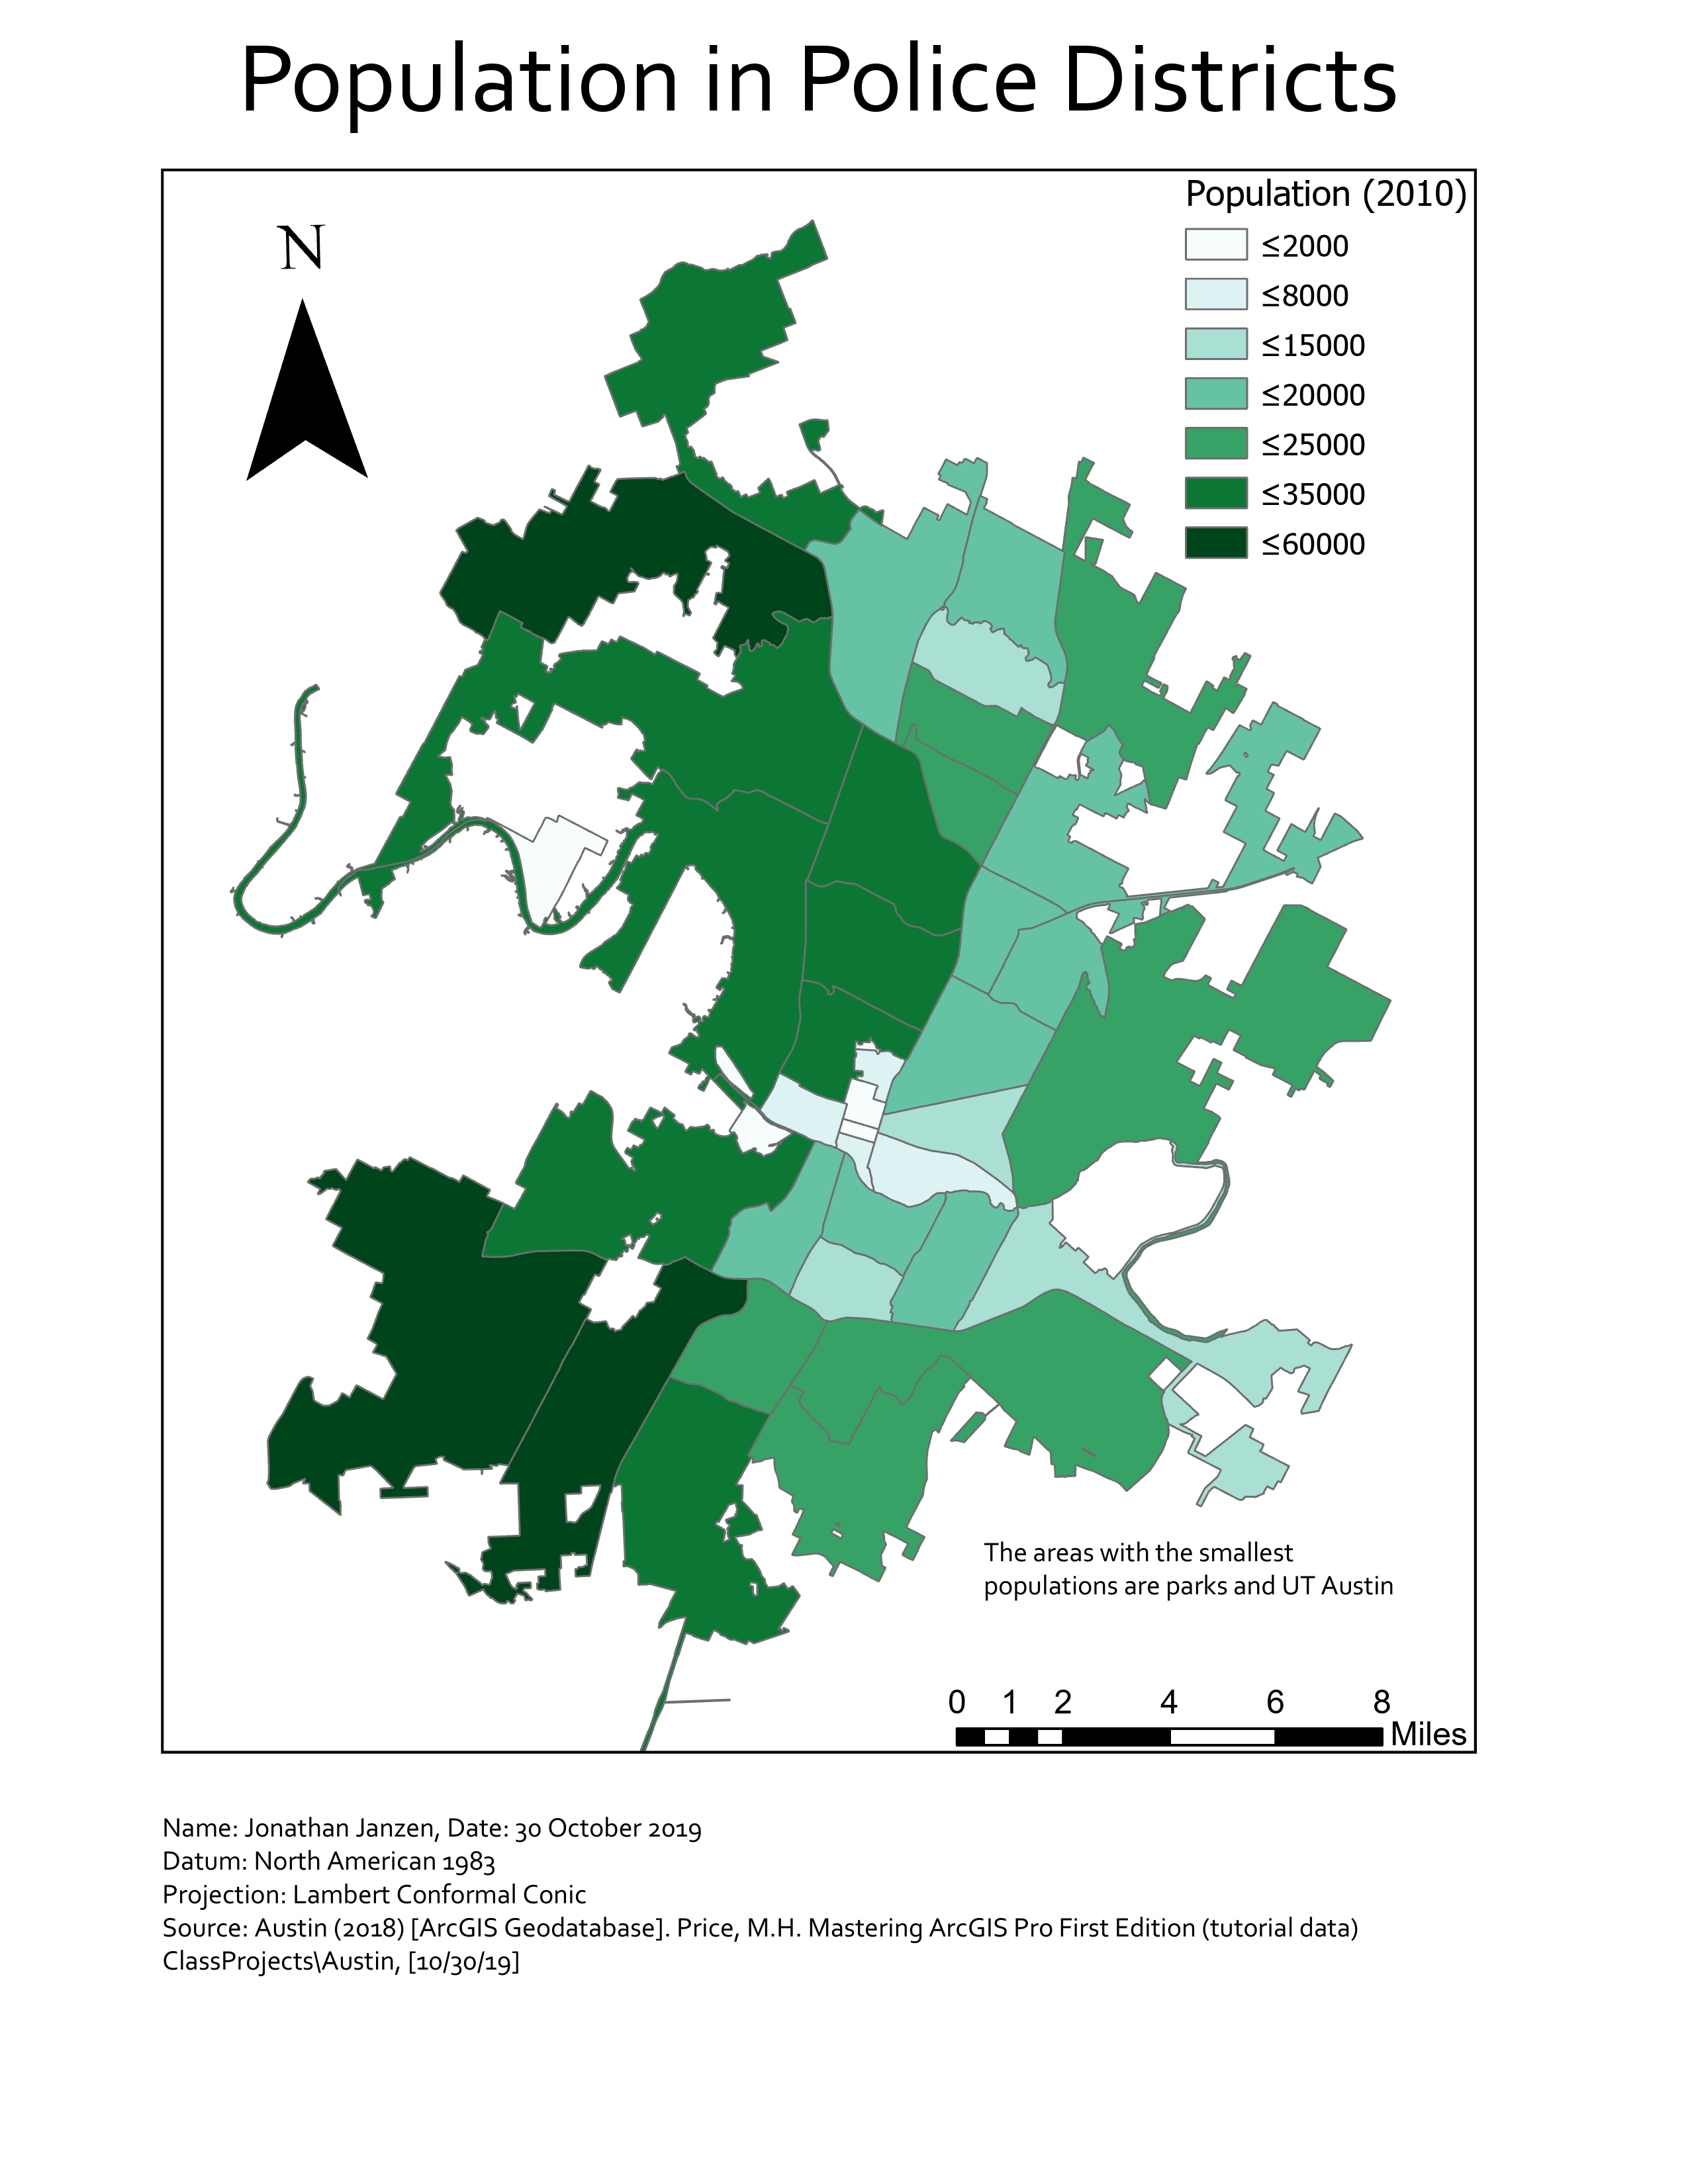 Population in Police Districts
Population (2010)
N
≤2000
≤8000
≤15000
≤20000
≤25000
≤35000
≤60000
The areas with the smallest
populations are parks and UT Austin
0 1 2 4 6 8
Miles
Name: Jonathan Janzen, Date: 30 October 2019
Datum: North American 1983
Projection: Lambert Conformal Conic
Source: Austin (2018) [ArcGIS Geodatabase]. Price, M.H. Mastering ArcGIS Pro First Edition (tutorial data)
ClassProjects\Austin, [10/30/19]